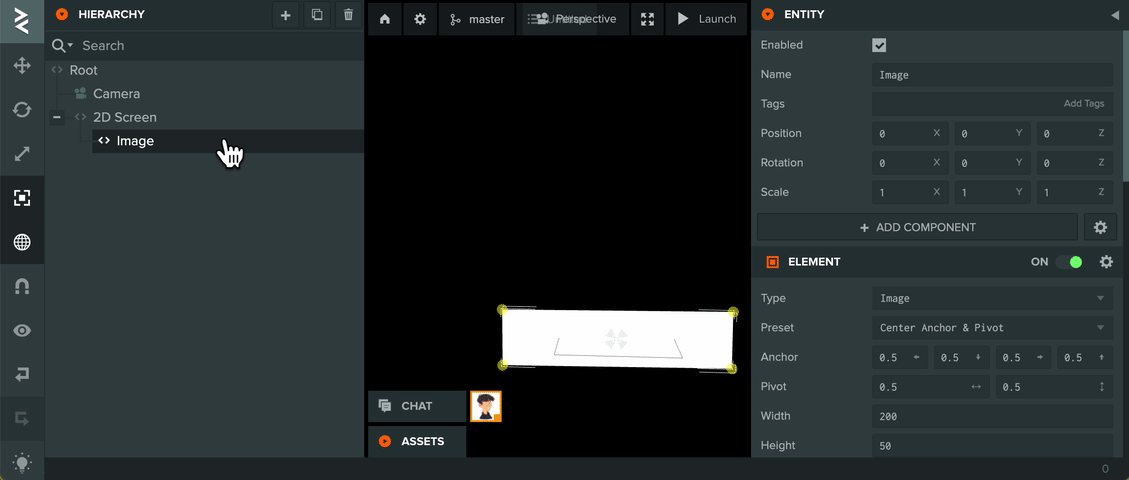 HIERARCHY
Search
Root
Camera
2D Screen
Image
master
Perspective
Launch
CHAT
ASSETS
ENTITY
Enabled
Name Image
Tags Add Tags
Position 0 X 0 Y 0 Z
Rotation 0 X 0 Y 0 Z
Scale 1 X 1 Y 1 Z
+ ADD COMPONENT
ELEMENT ON
Type Image
Preset Center Anchor & Pivot
Anchor 0.5 ← 0.5 ↓ 0.5 → 0.5 ↑
Pivot 0.5 ↔ 0.5 ↕
Width 200
Height 50
0